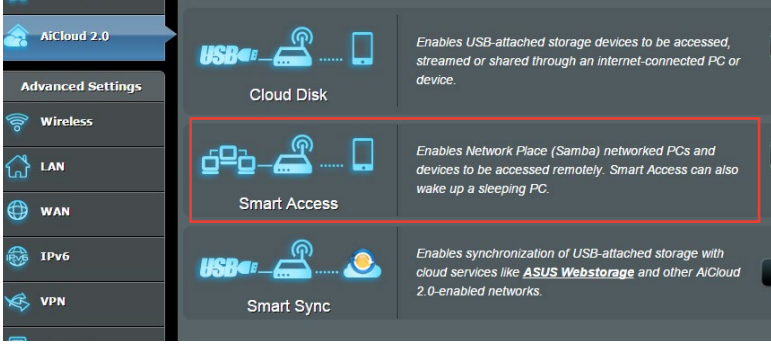 AiCloud 2.0
Advanced Settings
Wireless
LAN
WAN
IPv6
IPv6
VPN
USB
Cloud Disk
Enables USB-attached storage devices to be accessed,
streamed or shared through an internet-connected PC or
device.
Smart Access
Enables Network Place (Samba) networked PCs and
devices to be accessed remotely. Smart Access can also
wake up a sleeping PC.
USB
Smart Sync
Enables synchronization of USB-attached storage with
cloud services like ASUS Webstorage and other AiCloud
2.0-enabled networks.